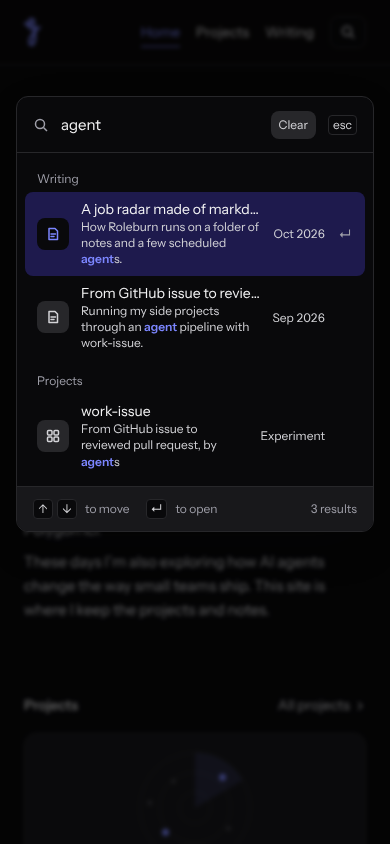 Home Projects Writing
agent Clear esc
Writing
A job radar made of markd...
How Roleburn runs on a folder of
notes and a few scheduled
agents.
Oct 2026
From GitHub issue to revie...
Running my side projects
through an agent pipeline with
work-issue.
Sep 2026
Projects
work-issue
From GitHub issue to
reviewed pull request, by
agents
Experiment
to move to open 3 results
These days I'm also exploring how AI agents
change the way small teams ship. This site is
where I keep the projects and notes.
Projects All projects